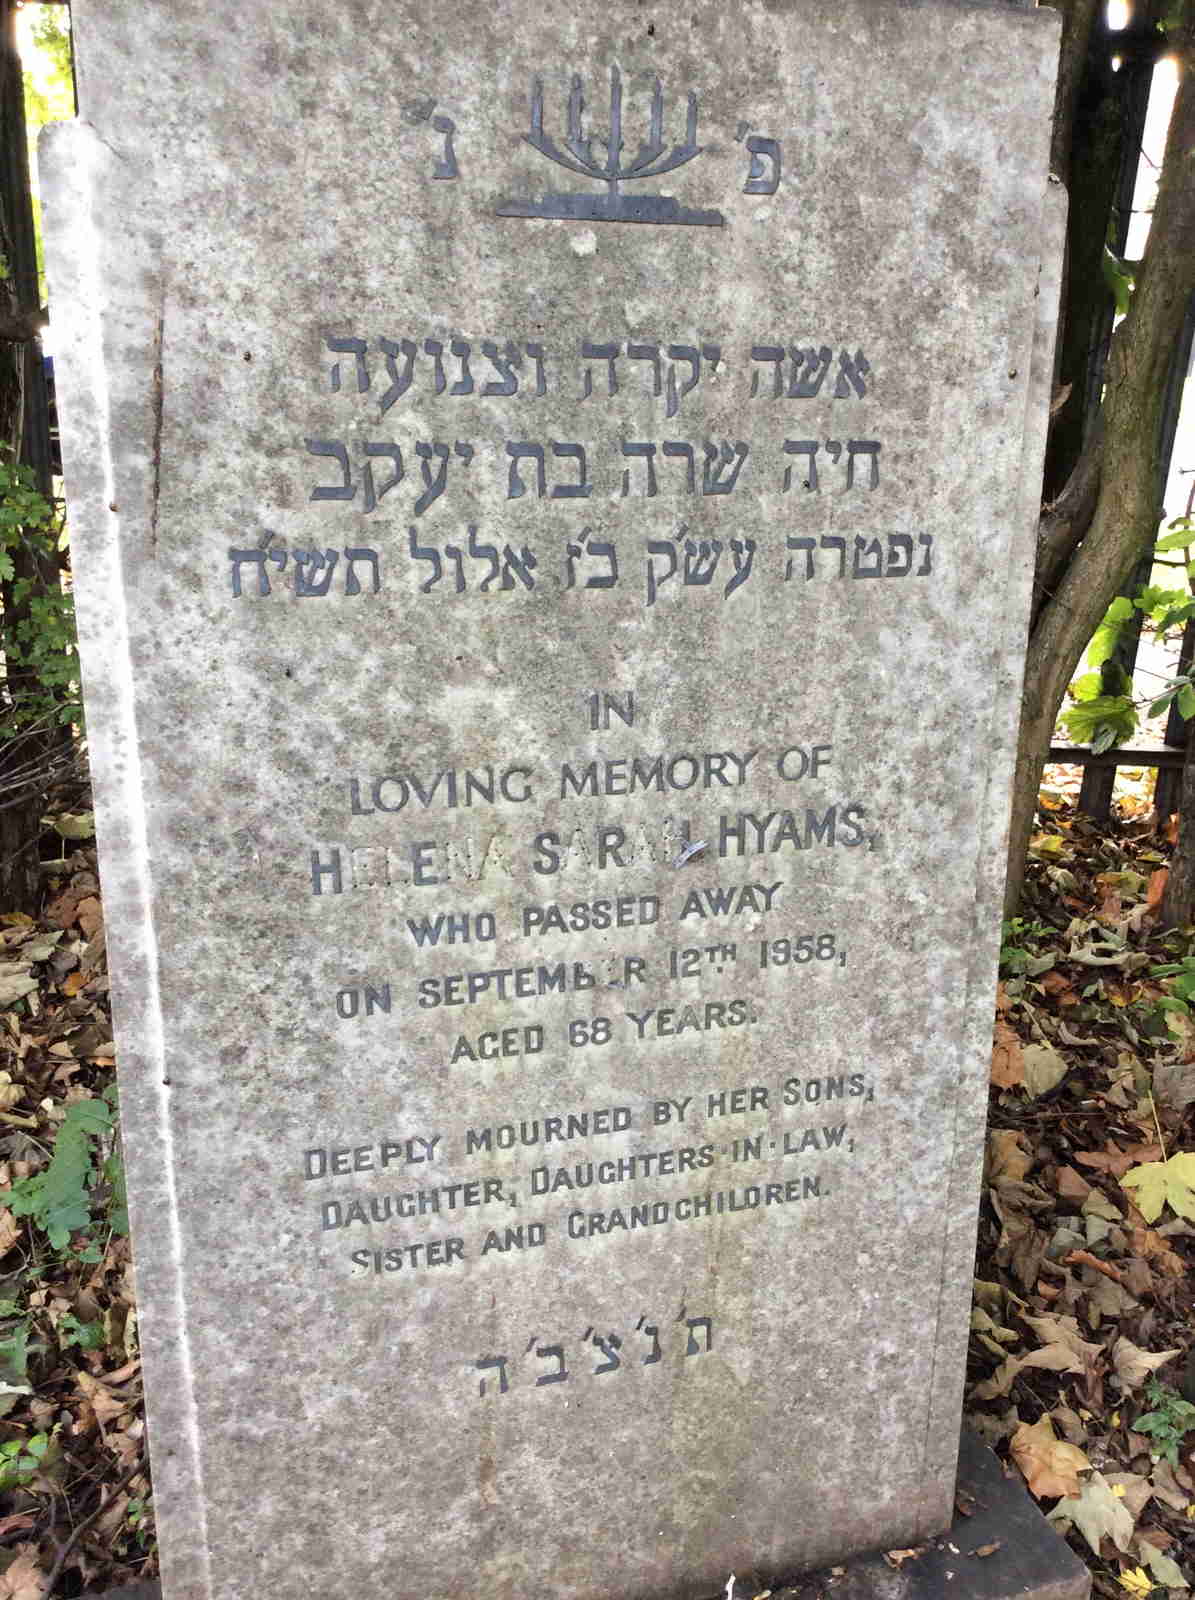 פ' נ'
אשה יקרה וצנועה
חיה שרה בת יעקב
נפטרה עש'ק כ'ז אלול תשי'ח
IN
LOVING MEMORY OF
HELENA SARAH HYAMS,
WHO PASSED AWAY
ON SEPTEMBER 12TH 1958,
AGED 68 YEARS.
DEEPLY MOURNED BY HER SONS,
DAUGHTER, DAUGHTERS-IN-LAW,
SISTER AND GRANDCHILDREN.
ת'נ'צ'ב'ה